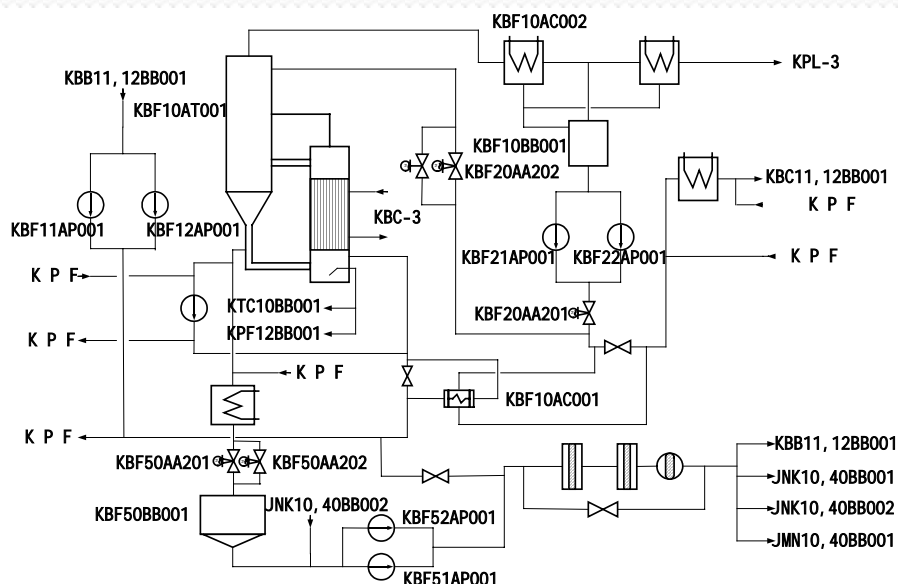 KBF10AC002
KPL-3
KBB11, 12BB001
KBF10AT001
KBF10BB001
KBF20AA202
KBC11, 12BB001
K P F
KBC-3
KBF11AP001
KBF12AP001
KBF21AP001
KBF22AP001
K P F
K P F
KTC10BB001
KBF20AA201
KPF12BB001
K P F
K P F
KBF10AC001
K P F
KBB11, 12BB001
KBF50AA201
KBF50AA202
JNK10, 40BB001
KBF50BB001
JNK10, 40BB002
KBF52AP001
JNK10, 40BB002
JMN10, 40BB001
KBF51AP001